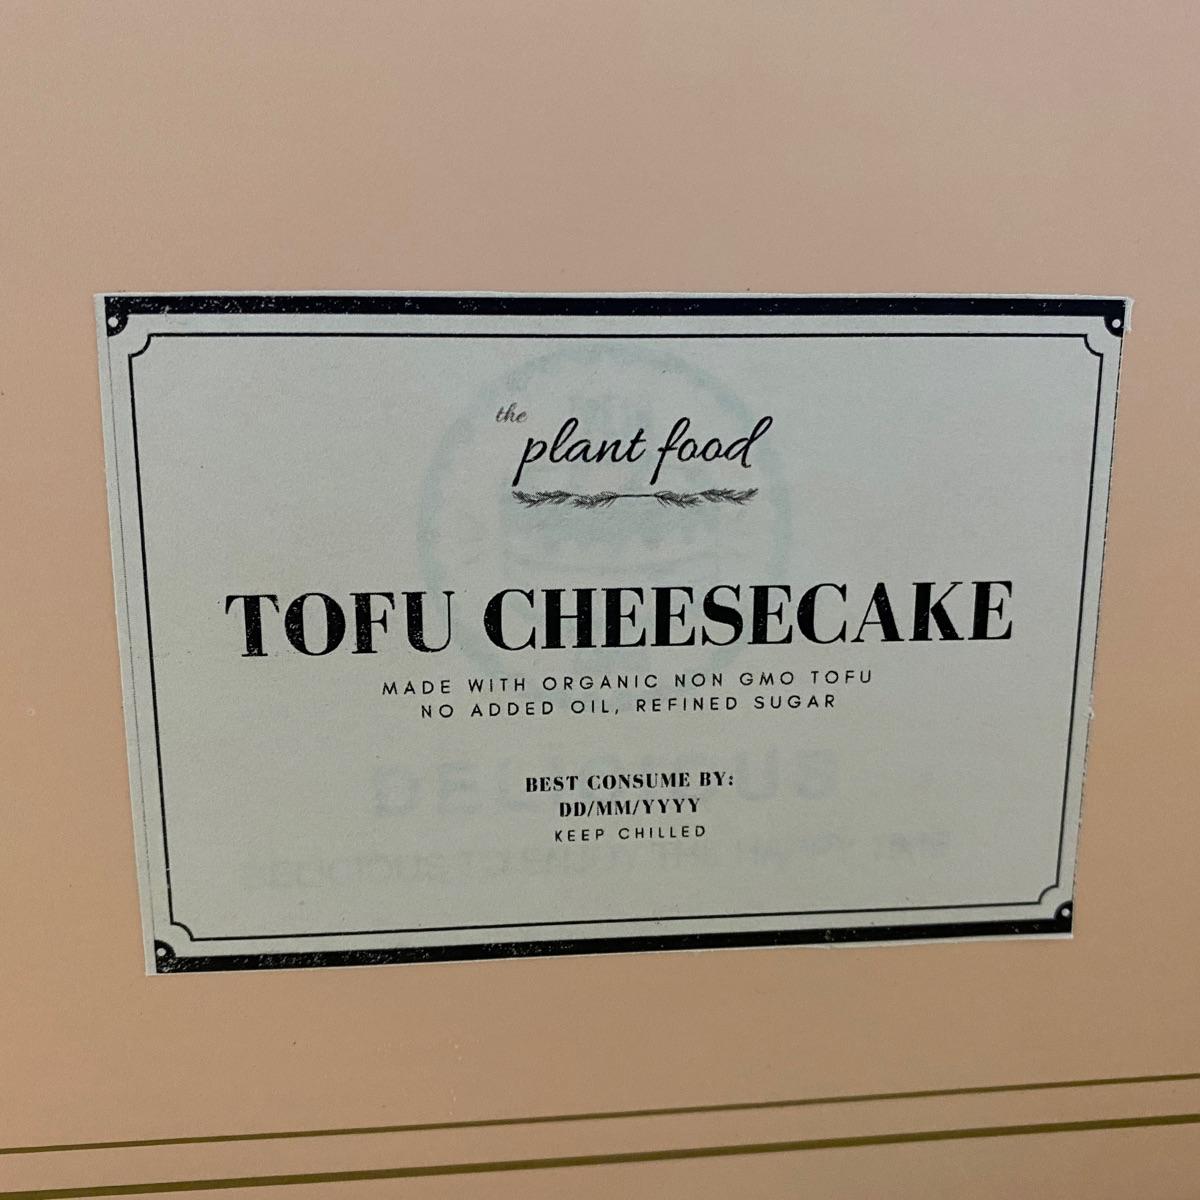 the
plant food
TOFU CHEESECAKE
MADE WITH ORGANIC NON GMO TOFU
NO ADDED OIL, REFINED SUGAR
BEST CONSUME BY:
DD/MM/YYYY
KEEP CHILLED
DELICIOUS